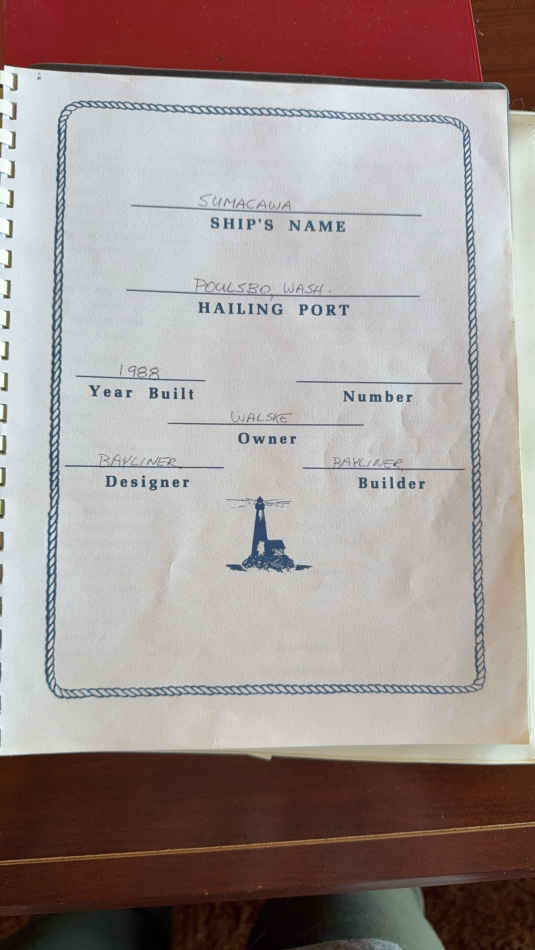 SUMACAWA
SHIP'S NAME
POULSBO, WASH.
HAILING PORT
1988
Year Built
Number
WALSKE
Owner
BAYLINER
Designer
BAYLINER
Builder